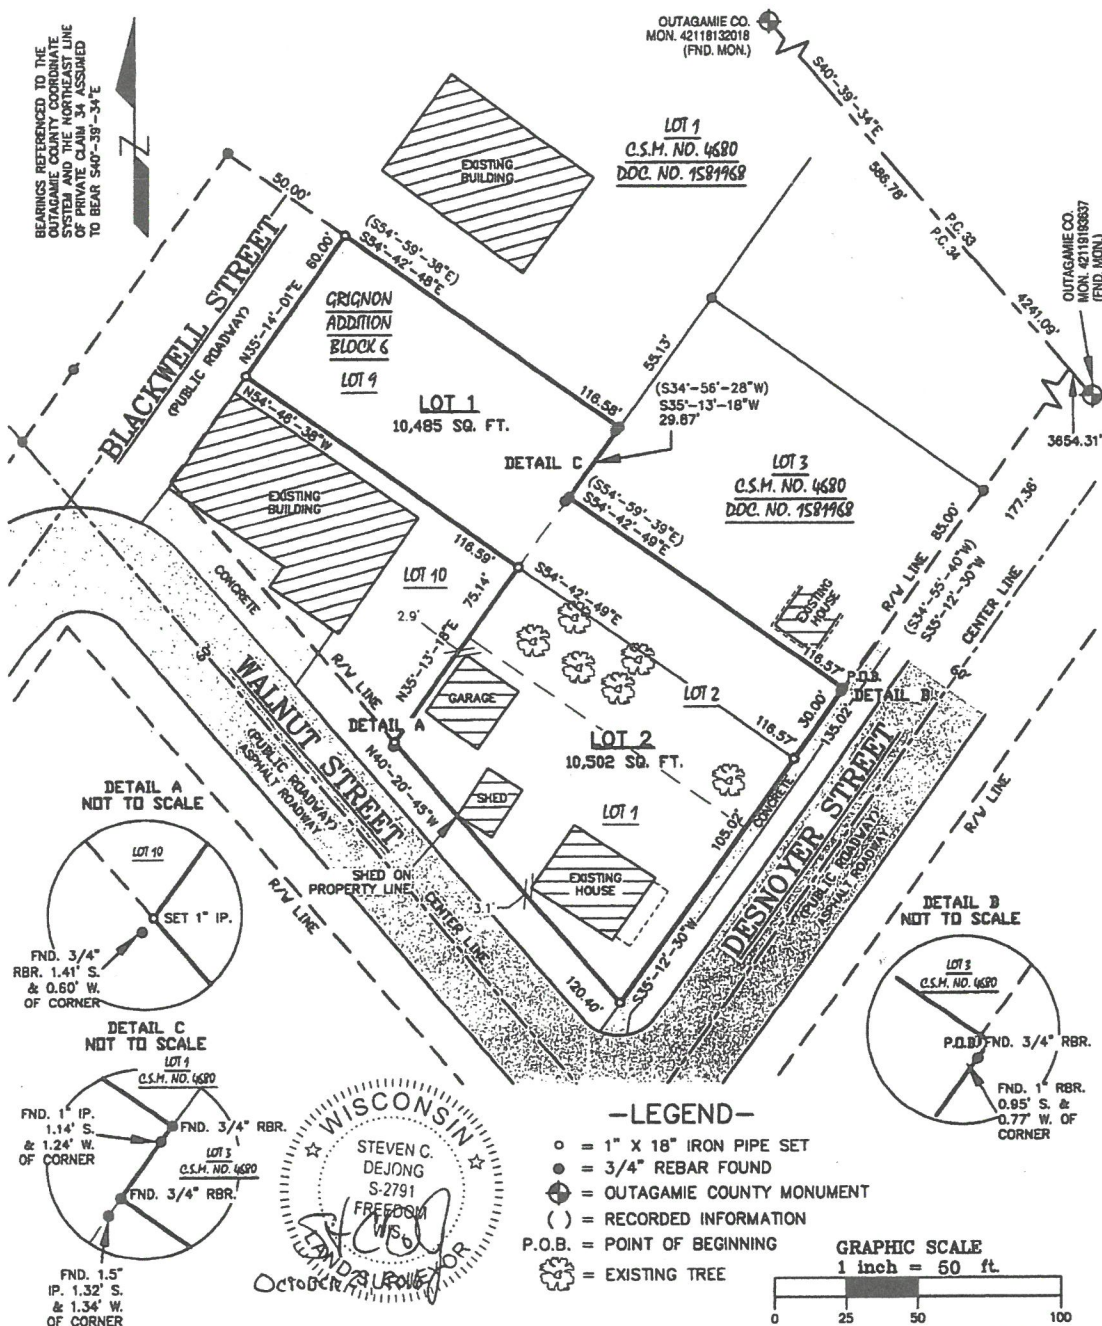 BEARINGS REFERENCED TO THE
OUTAGAMIE COUNTY COORDINATE
SYSTEM AND THE NORTHEAST LINE
OF PRIVATE CLAIM 34 ASSUMED
TO BEAR S40°-39'-34"E
N
OUTAGAMIE CO.
MON. 42118132018
(FND. MON.)
S40°-39'-34"E
586.78'
P.C. 33
P.C. 34
4241.09'
OUTAGAMIE CO.
MON. 42119193637
(FND. MON.)
3654.31'
LOT 1
C.S.M. NO. 4680
DOC. NO. 1581968
EXISTING
BUILDING
50.00'
BLACKWELL STREET
(PUBLIC ROADWAY)
60.00'
N35°-14'-01"E
(S54°-59'-38"E)
S54°-42'-48"E
116.58'
GRIGNON
ADDITION
BLOCK 6
LOT 9
LOT 1
10,485 SQ. FT.
N54°-46'-38"W
116.59'
55.13'
(S34°-56'-28"W)
S35°-13'-18"W
29.87'
DETAIL C
LOT 3
C.S.M. NO. 4680
DOC. NO. 1581968
(S54°-59'-39"E)
S54°-42'-49"E
116.57'
85.00'
R/W LINE
(S34°-55'-40"W)
S35°-12'-30"W
177.36'
CENTER LINE
60'
EXISTING
HOUSE
P.O.B.
DETAIL B
30.00'
135.02'
EXISTING
BUILDING
CONCRETE
LOT 10
75.14'
2.9'
N35°-13'-18"E
S54°-42'-49"E
116.57'
LOT 2
LOT 2
10,502 SQ. FT.
GARAGE
R/W LINE
DETAIL A
60'
WALNUT STREET
(PUBLIC ROADWAY)
ASPHALT ROADWAY
N40°-20'-45"W
SHED
SHED ON
PROPERTY LINE
3.1'
CENTER LINE
R/W LINE
LOT 1
EXISTING
HOUSE
105.02'
CONCRETE
S35°-12'-30"W
120.40'
DESNOYER STREET
(PUBLIC ROADWAY)
ASPHALT ROADWAY
R/W LINE
DETAIL A
NOT TO SCALE
LOT 10
SET 1" IP.
FND. 3/4"
RBR. 1.41' S.
& 0.60' W.
OF CORNER
DETAIL B
NOT TO SCALE
LOT 3
C.S.M. NO. 4680
P.O.B.
FND. 3/4" RBR.
FND. 1" RBR.
0.95' S. &
0.77' W. OF
CORNER
DETAIL C
NOT TO SCALE
LOT 1
C.S.M. NO. 4680
FND. 1" IP.
1.14' S.
& 1.24' W.
OF CORNER
FND. 3/4" RBR.
LOT 3
C.S.M. NO. 4680
FND. 3/4" RBR.
FND. 1.5"
IP. 1.32' S.
& 1.34' W.
OF CORNER
WISCONSIN
STEVEN C.
DEJONG
S-2791
FREEDOM
WIS.
LAND SURVEYOR
OCTOBER
-LEGEND-
= 1" X 18" IRON PIPE SET
= 3/4" REBAR FOUND
= OUTAGAMIE COUNTY MONUMENT
( ) = RECORDED INFORMATION
P.O.B. = POINT OF BEGINNING
= EXISTING TREE
GRAPHIC SCALE
1 inch = 50 ft.
0 25 50 100